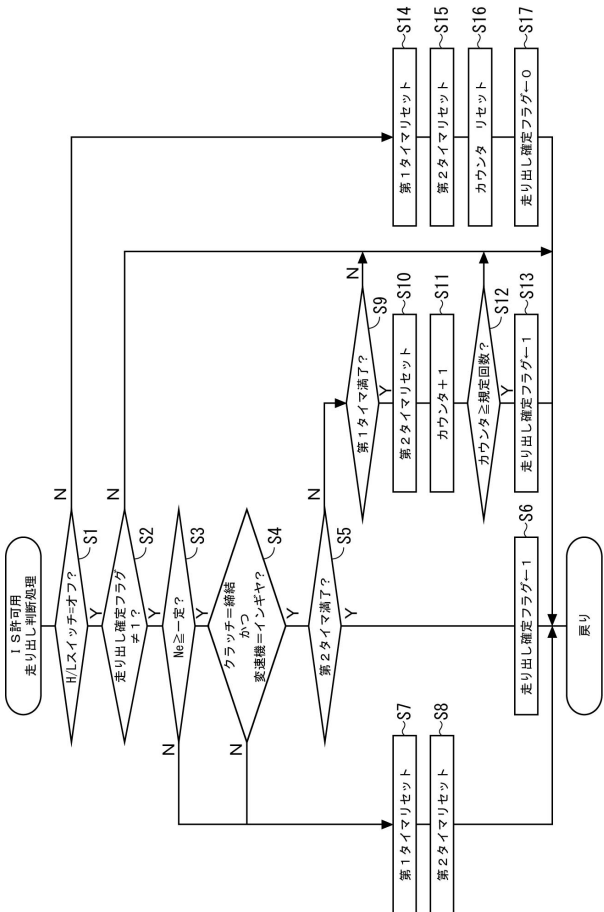 IS許可用
走り出し判断処理
H/Lスイッチ=オフ?
S1
N
Y
走り出し確定フラグ
≠1?
S2
N
Y
Ne≧一定?
S3
N
Y
クラッチ=締結
かつ
変速機=インギヤ?
S4
N
Y
第2タイマ満了?
S5
N
Y
走り出し確定フラグ←1
S6
第1タイマリセット
S7
第2タイマリセット
S8
第1タイマ満了?
S9
N
Y
第2タイマリセット
S10
カウンタ+1
S11
カウンタ≧規定回数?
S12
Y
走り出し確定フラグ←1
S13
第1タイマリセット
S14
第2タイマリセット
S15
カウンタ リセット
S16
走り出し確定フラグ←0
S17
戻り